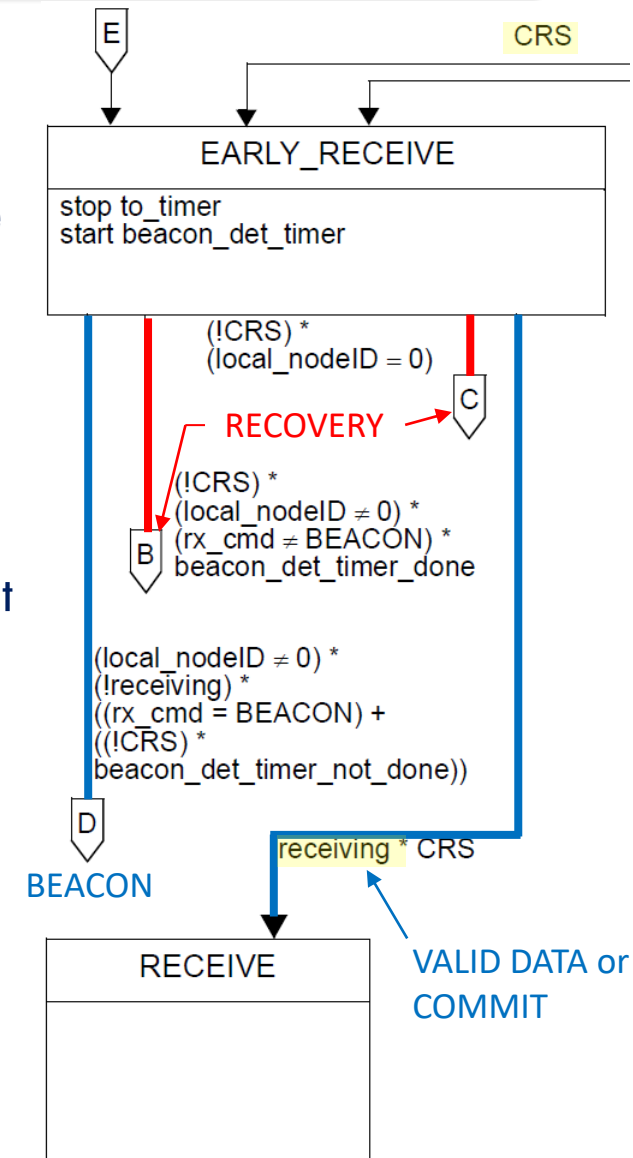 E
CRS
EARLY_RECEIVE
stop to_timer
start beacon_det_timer
(!CRS) *
(local_nodeID = 0)
C
RECOVERY
(!CRS) *
(local_nodeID ≠ 0) *
(rx_cmd ≠ BEACON) *
beacon_det_timer_done
B
t
(local_nodeID ≠ 0) *
(!receiving) *
((rx_cmd = BEACON) +
((!CRS) *
beacon_det_timer_not_done))
D
BEACON
receiving * CRS
RECEIVE
VALID DATA or
COMMIT